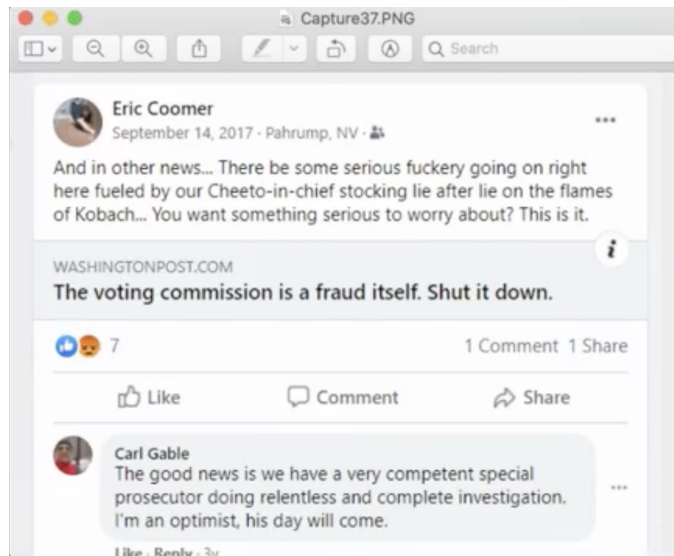 Capture37.PNG
Search
Eric Coomer
September 14, 2017 · Pahrump, NV ·
And in other news... There be some serious fuckery going on right
here fueled by our Cheeto-in-chief stocking lie after lie on the flames
of Kobach... You want something serious to worry about? This is it.
WASHINGTONPOST.COM
The voting commission is a fraud itself. Shut it down.
7
1 Comment 1 Share
Like Comment Share
Carl Gable
The good news is we have a very competent special
prosecutor doing relentless and complete investigation.
I'm an optimist, his day will come.
Like · Reply · 3y